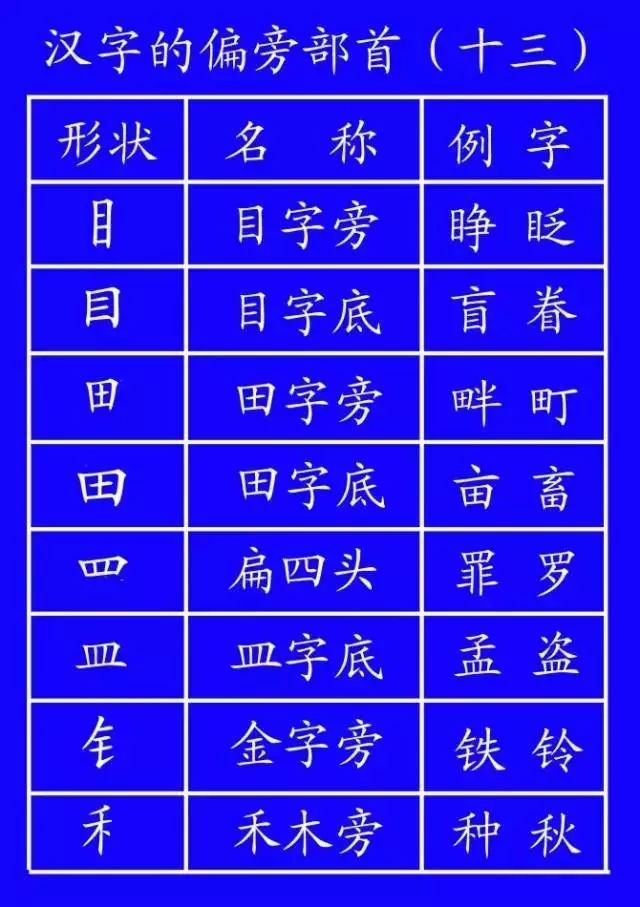 汉字的偏旁部首（十三）
形状 名 称 例 字
目 目字旁 睁 眨
目 目字底 盲 眷
田 田字旁 畔 町
田 田字底 亩 畜
罒 扁四头 罪 罗
皿 皿字底 孟 盗
钅 金字旁 铁 铃
禾 禾木旁 种 秋